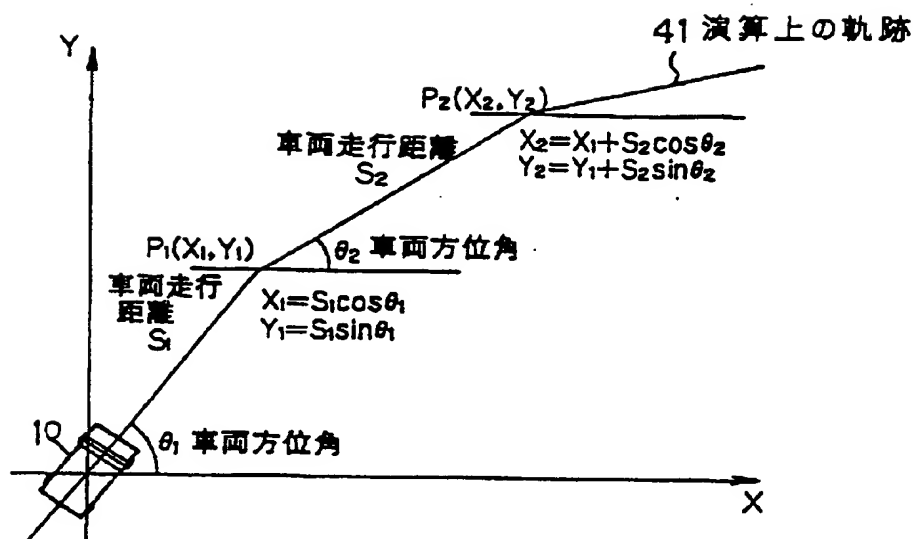 41 演算上の軌跡
Y
P₂(X₂,Y₂)
X₂=X₁+S₂cosθ₂
Y₂=Y₁+S₂sinθ₂
車両走行距離
S₂
P₁(X₁,Y₁)
θ₂ 車両方位角
車両走行
距離
S₁
X₁=S₁cosθ₁
Y₁=S₁sinθ₁
10
θ₁ 車両方位角
X